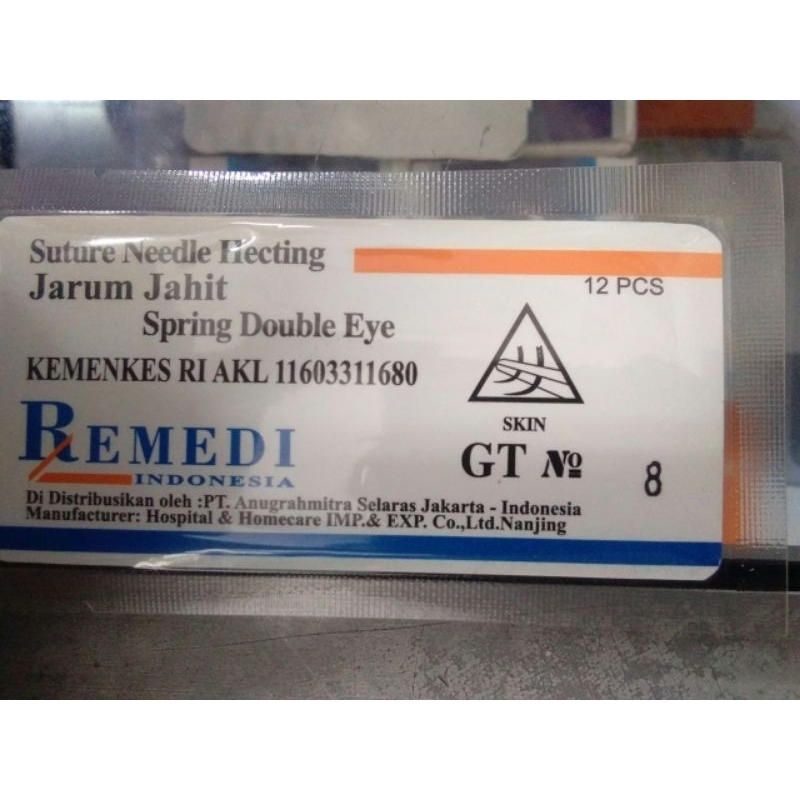 Suture Needle Hecting
Jarum Jahit
12 PCS
Spring Double Eye
KEMENKES RI AKL 11603311680
SKIN
REMEDI
INDONESIA
GT № 8
Di Distribusikan oleh :PT. Anugrahmitra Selaras Jakarta - Indonesia
Manufacturer: Hospital & Homecare IMP.& EXP. Co.,Ltd.Nanjing